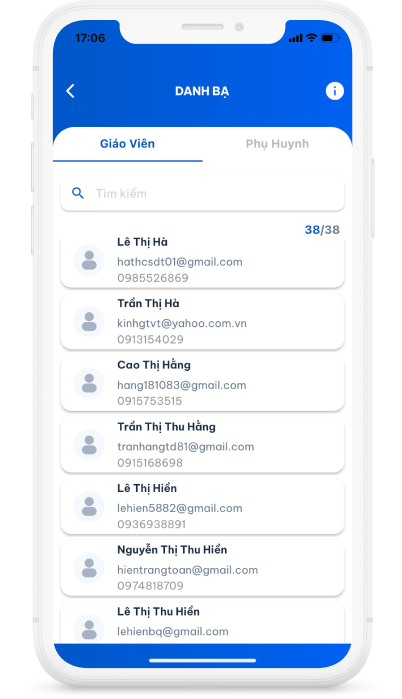 17:06
DANH BẠ
Giáo Viên
Phụ Huynh
Tìm kiếm
38/38
Lê Thị Hà
hathcsdt01@gmail.com
0985526869
Trần Thị Hà
kinhgtvt@yahoo.com.vn
0913154029
Cao Thị Hằng
hang181083@gmail.com
0915753515
Trần Thị Thu Hằng
tranhangtd81@gmail.com
0915168698
Lê Thị Hiền
lehien5882@gmail.com
0936938891
Nguyễn Thị Thu Hiền
hientrangtoan@gmail.com
0974818709
Lê Thị Thu Hiền
lehienbq@gmail.com